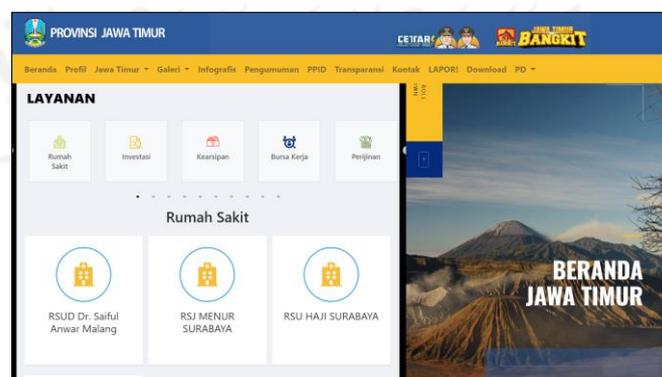 PROVINSI JAWA TIMUR
CETTAR
JAWA TIMUR
BANGKIT
Beranda Profil Jawa Timur Galeri Infografis Pengumuman PPID Transparansi Kontak LAPOR! Download PD
LAYANAN
Rumah Sakit
Investasi
Kearsipan
Bursa Kerja
Perijinan
Rumah Sakit
RSUD Dr. Saiful
Anwar Malang
RSJ MENUR
SURABAYA
RSU HAJI SURABAYA
BERANDA
JAWA TIMUR